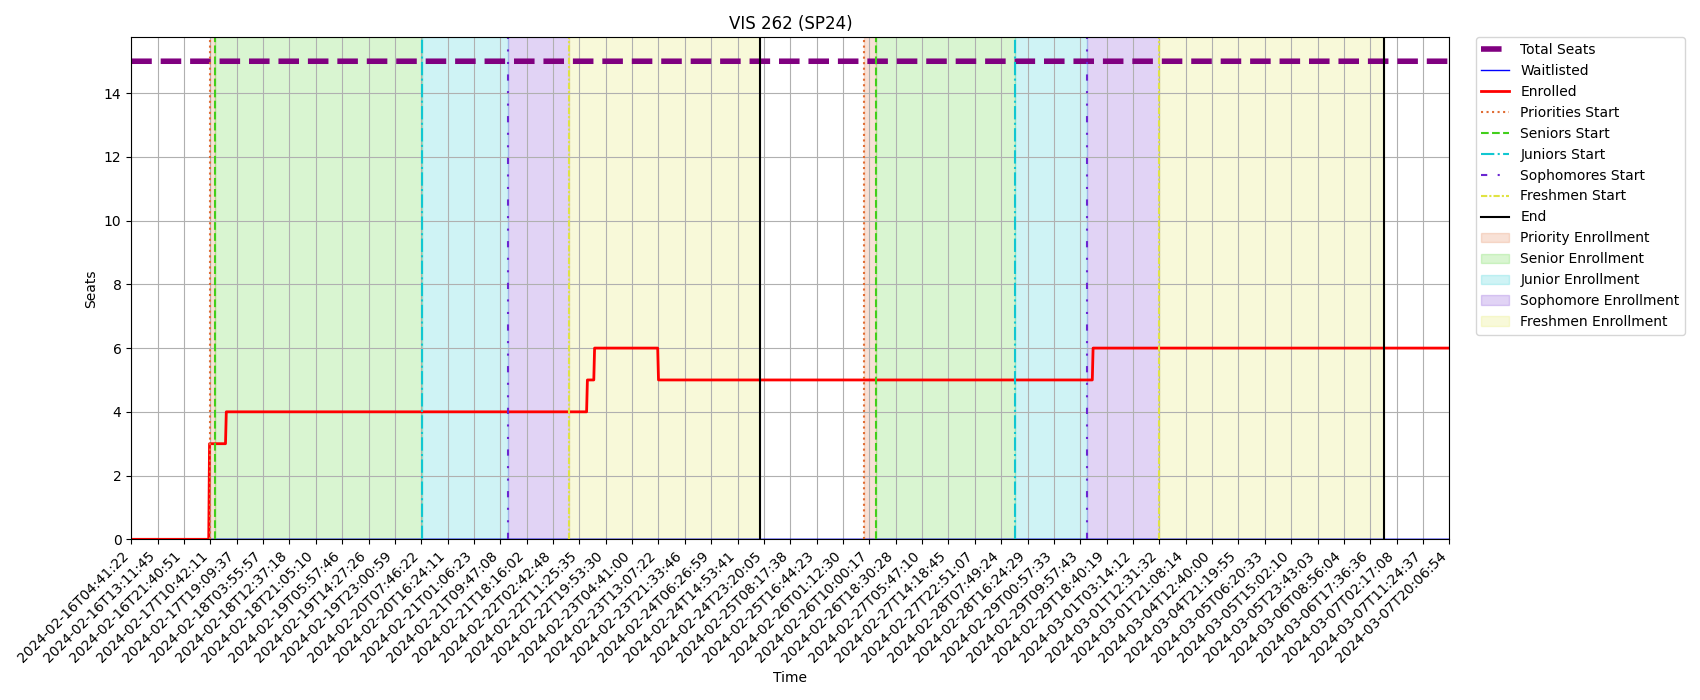 VIS 262 (SP24)
Seats
14
12
10
8
6
4
2
0
2024-02-16T04:41:22
2024-02-16T13:11:45
2024-02-16T21:40:51
2024-02-17T10:42:11
2024-02-17T19:09:37
2024-02-18T03:55:57
2024-02-18T12:37:18
2024-02-18T21:05:10
2024-02-19T05:57:46
2024-02-19T14:27:26
2024-02-19T23:00:59
2024-02-20T07:46:22
2024-02-20T16:24:11
2024-02-21T01:06:23
2024-02-21T09:47:08
2024-02-21T18:16:02
2024-02-22T02:42:48
2024-02-22T11:25:35
2024-02-22T19:53:30
2024-02-23T04:41:00
2024-02-23T13:07:22
2024-02-23T21:33:46
2024-02-24T06:26:59
2024-02-24T14:53:41
2024-02-24T23:20:05
2024-02-25T08:17:38
2024-02-25T16:44:23
2024-02-26T01:12:30
2024-02-26T10:00:17
2024-02-26T18:30:28
2024-02-27T05:47:10
2024-02-27T14:18:45
2024-02-27T22:51:07
2024-02-28T07:49:24
2024-02-28T16:24:29
2024-02-29T00:57:33
2024-02-29T09:57:43
2024-02-29T18:40:19
2024-03-01T03:14:12
2024-03-01T12:31:32
2024-03-01T21:08:14
2024-03-04T12:40:00
2024-03-04T21:19:55
2024-03-05T06:20:33
2024-03-05T15:02:10
2024-03-05T23:43:03
2024-03-06T08:56:04
2024-03-06T17:36:36
2024-03-07T02:17:08
2024-03-07T11:24:37
2024-03-07T20:06:54
Time
Total Seats
Waitlisted
Enrolled
Priorities Start
Seniors Start
Juniors Start
Sophomores Start
Freshmen Start
End
Priority Enrollment
Senior Enrollment
Junior Enrollment
Sophomore Enrollment
Freshmen Enrollment